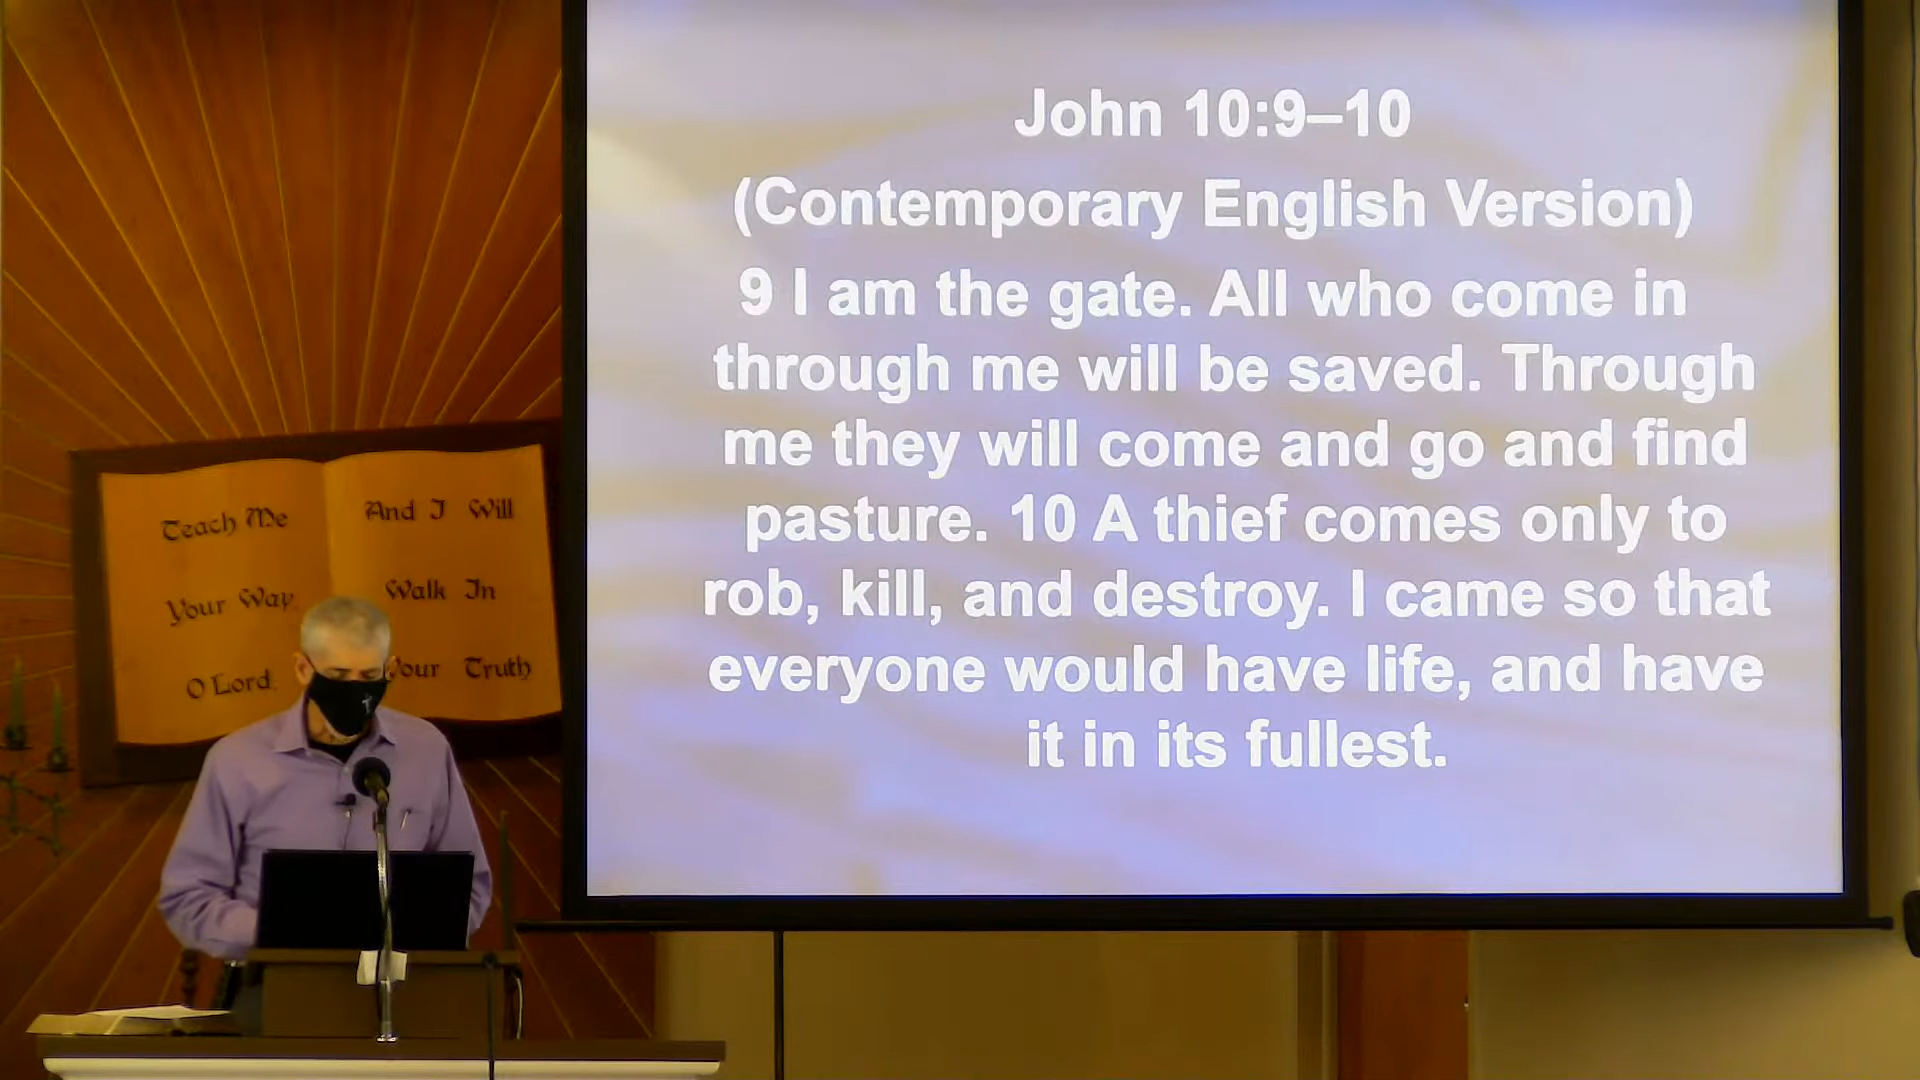 John 10:9–10
(Contemporary English Version)
9 I am the gate. All who come in
through me will be saved. Through
me they will come and go and find
pasture. 10 A thief comes only to
rob, kill, and destroy. I came so that
everyone would have life, and have
it in its fullest.
Teach Me
Your Way,
O Lord,
And I Will
Walk In
Your Truth